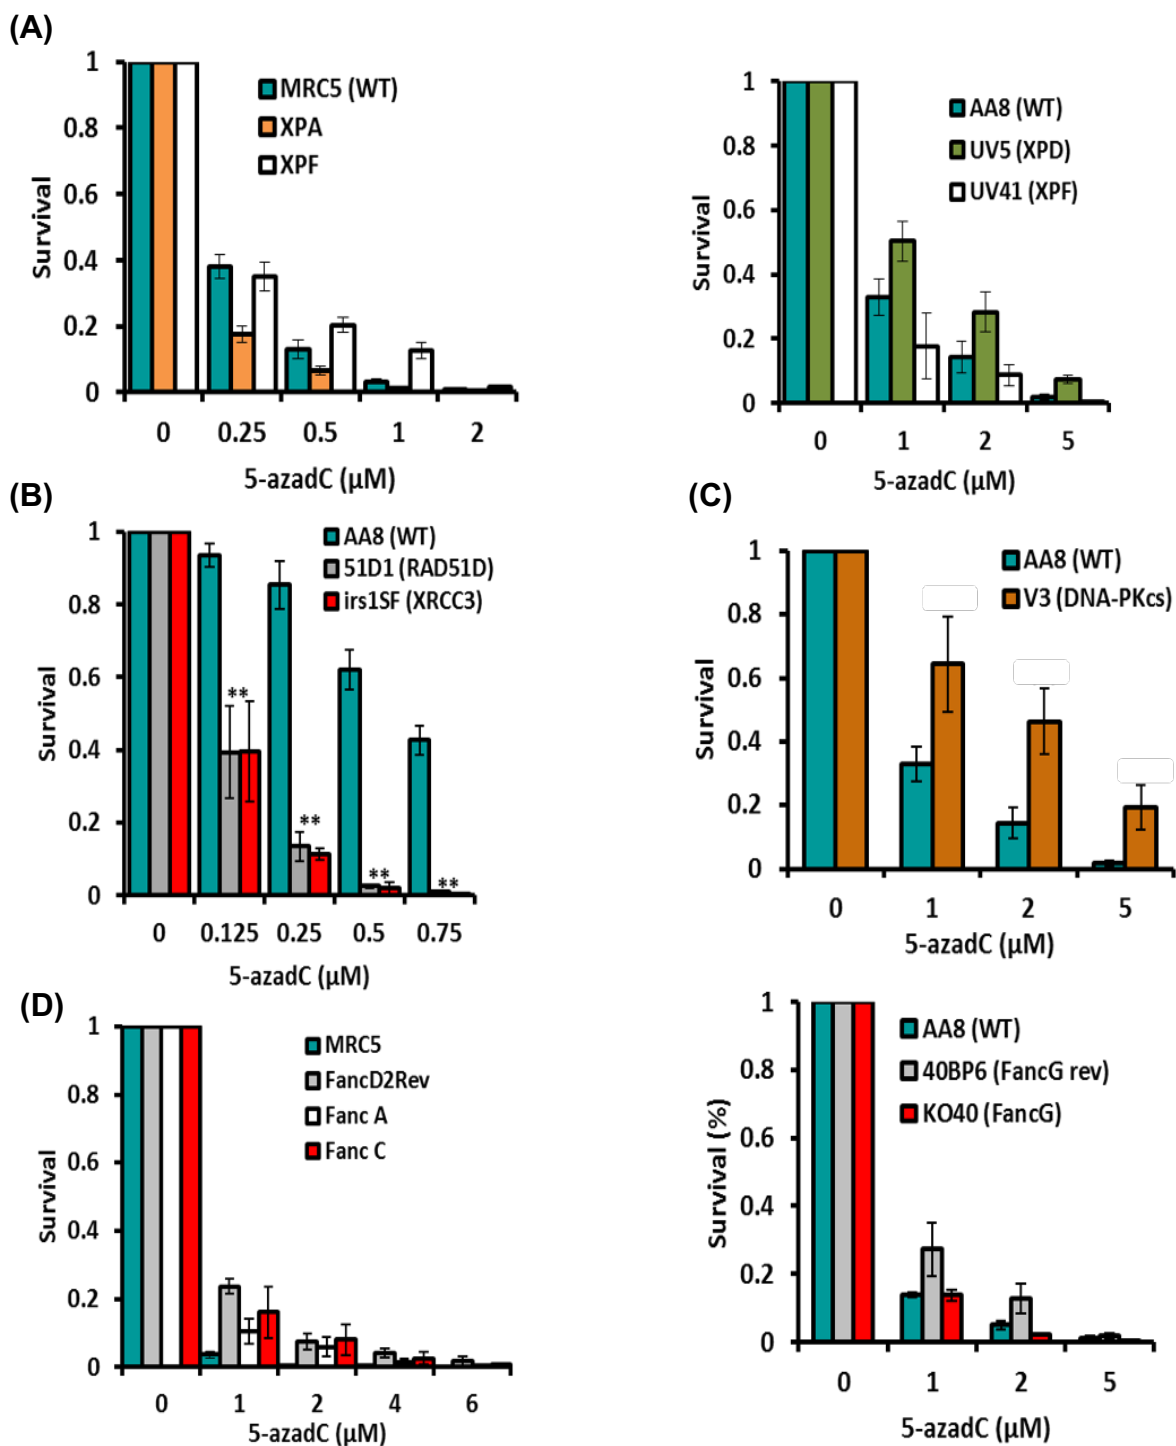 (A)
1
0.8
0.6
0.4
0.2
0
Survival
MRC5 (WT)
XPA
XPF
0 0.25 0.5 1 2
5-azadC (µM)
1
0.8
0.6
0.4
0.2
0
Survival
AA8 (WT)
UV5 (XPD)
UV41 (XPF)
0 1 2 5
5-azadC (µM)
(B)
1
0.8
0.6
0.4
0.2
0
Survival
AA8 (WT)
51D1 (RAD51D)
irs1SF (XRCC3)
**
**
**
**
0 0.125 0.25 0.5 0.75
5-azadC (µM)
(C)
1
0.8
0.6
0.4
0.2
0
Survival
AA8 (WT)
V3 (DNA-PKcs)
0 1 2 5
5-azadC (µM)
(D)
1
0.8
0.6
0.4
0.2
0
Survival
MRC5
FancD2Rev
Fanc A
Fanc C
0 1 2 4 6
5-azadC (µM)
1
0.8
0.6
0.4
0.2
0
Survival (%)
AA8 (WT)
40BP6 (FancG rev)
KO40 (FancG)
0 1 2 5
5-azadC (µM)